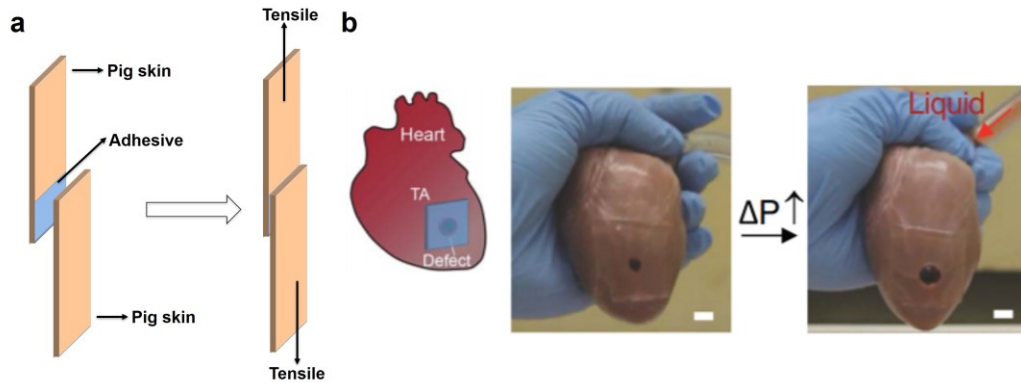 a
Pig skin
Adhesive
Pig skin
Tensile
Tensile
b
Heart
TA
Defect
ΔP↑
Liquid